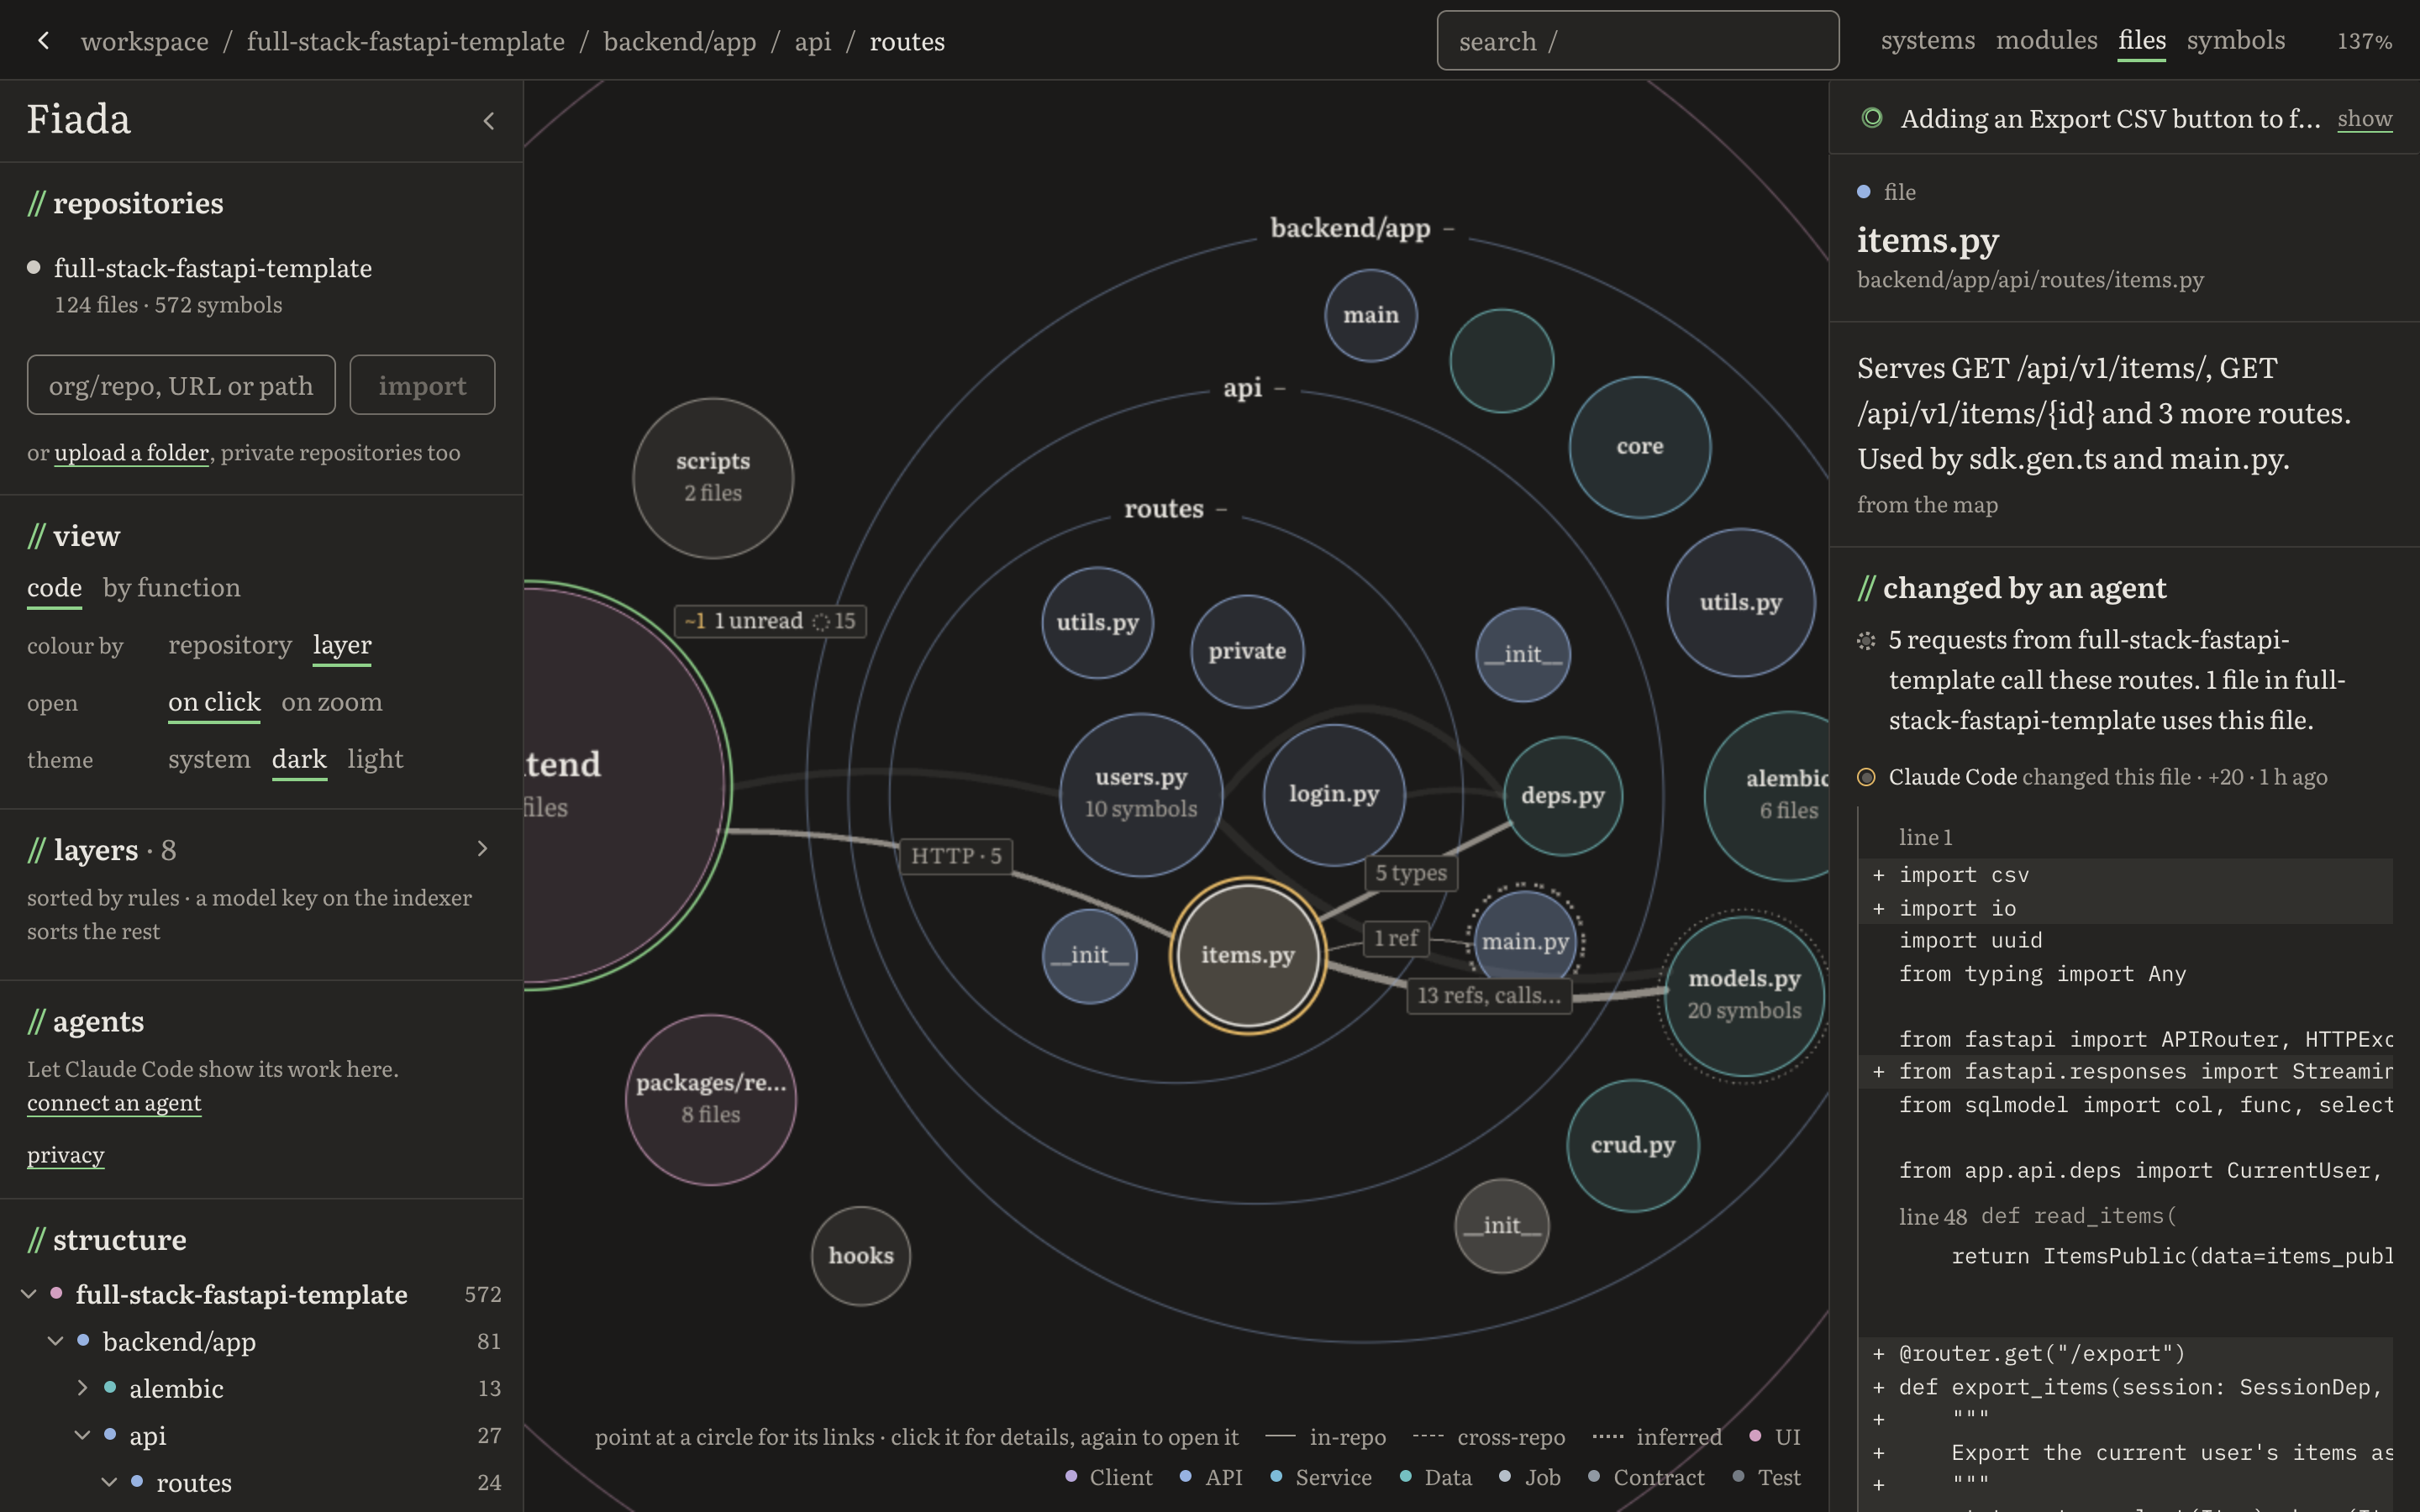 workspace / full-stack-fastapi-template / backend/app / api / routes
search /
systems modules files symbols 137%
Fiada
// repositories
full-stack-fastapi-template
124 files · 572 symbols
org/repo, URL or path
import
or upload a folder, private repositories too
// view
code by function
colour by repository layer
open on click on zoom
theme system dark light
// layers · 8
sorted by rules · a model key on the indexer
sorts the rest
// agents
Let Claude Code show its work here.
connect an agent
privacy
// structure
full-stack-fastapi-template 572
backend/app 81
alembic 13
api 27
routes 24
backend/app –
main
api –
core
scripts
2 files
routes –
utils.py
~1 1 unread 15
utils.py
private
__init__
tend
files
users.py
10 symbols
login.py
deps.py
alembic
6 files
HTTP · 5
5 types
items.py
1 ref
main.py
__init__
13 refs, calls...
models.py
20 symbols
packages/re...
8 files
crud.py
__init__
hooks
point at a circle for its links · click it for details, again to open it in-repo cross-repo inferred UI
Client API Service Data Job Contract Test
Adding an Export CSV button to f... show
file
items.py
backend/app/api/routes/items.py
Serves GET /api/v1/items/, GET
/api/v1/items/{id} and 3 more routes.
Used by sdk.gen.ts and main.py.
from the map
// changed by an agent
5 requests from full-stack-fastapi-
template call these routes. 1 file in full-
stack-fastapi-template uses this file.
Claude Code changed this file · +20 · 1 h ago
line 1
+ import csv
+ import io
import uuid
from typing import Any
from fastapi import APIRouter, HTTPExc
+ from fastapi.responses import Streamin
from sqlmodel import col, func, select
from app.api.deps import CurrentUser,
line 48 def read_items(
return ItemsPublic(data=items_publ
+ @router.get("/export")
+ def export_items(session: SessionDep,
+ """
+ Export the current user's items as
+ """